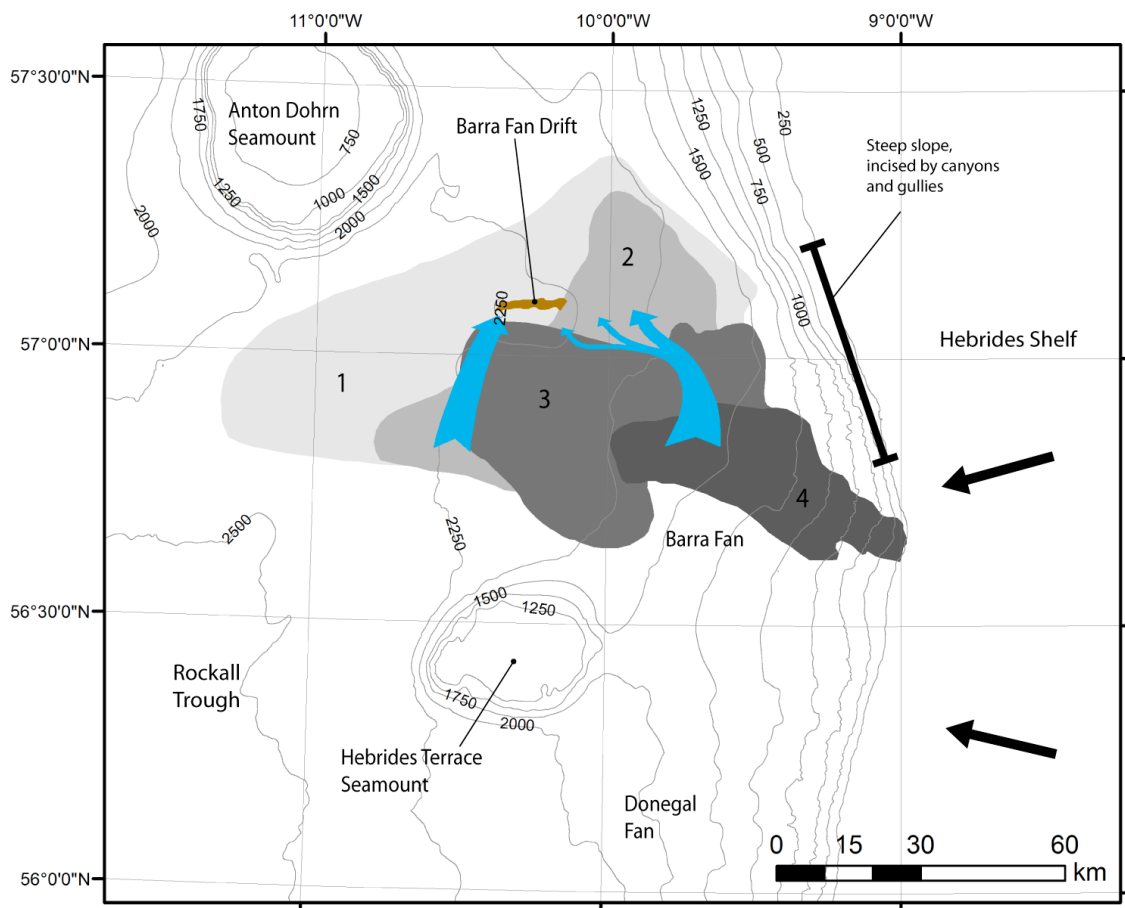 11°0'0"W
10°0'0"W
9°0'0"W
57°30'0"N
57°0'0"N
56°30'0"N
56°0'0"N
1750
Anton Dohrn
Seamount
750
1250
1000
1500
2000
2000
Barra Fan Drift
1250
1500
250
500
750
1000
Steep slope,
incised by canyons
and gullies
2
2250
Hebrides Shelf
1
3
4
2500
2250
Barra Fan
1500
1250
1750
2000
Rockall
Trough
Hebrides Terrace
Seamount
Donegal
Fan
0 15 30 60
km